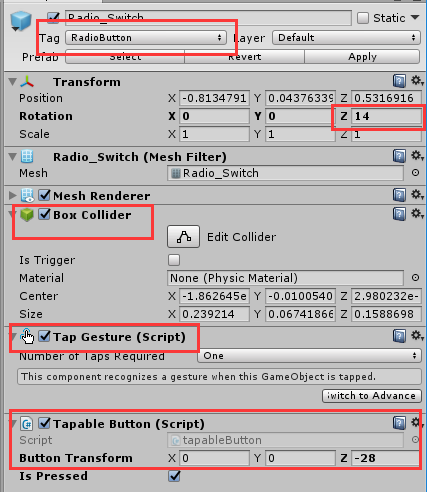 Radio_Switch Static
Tag RadioButton Layer Default
Prefab Select Revert Apply
Transform
Position X -0.8134791 Y 0.04376339 Z 0.5316916
Rotation X 0 Y 0 Z 14
Scale X 1 Y 1 Z 1
Radio_Switch (Mesh Filter)
Mesh Radio_Switch
Mesh Renderer
Box Collider
Edit Collider
Is Trigger
Material None (Physic Material)
Center X -1.862645e- Y -0.0100540 Z 2.980232e-
Size X 0.239214 Y 0.06741866 Z 0.1588698
Tap Gesture (Script)
Number of Taps Required One
This component recognizes a gesture when this GameObject is tapped.
Switch to Advance
Tapable Button (Script)
Script tapableButton
Button Transform X 0 Y 0 Z -28
Is Pressed